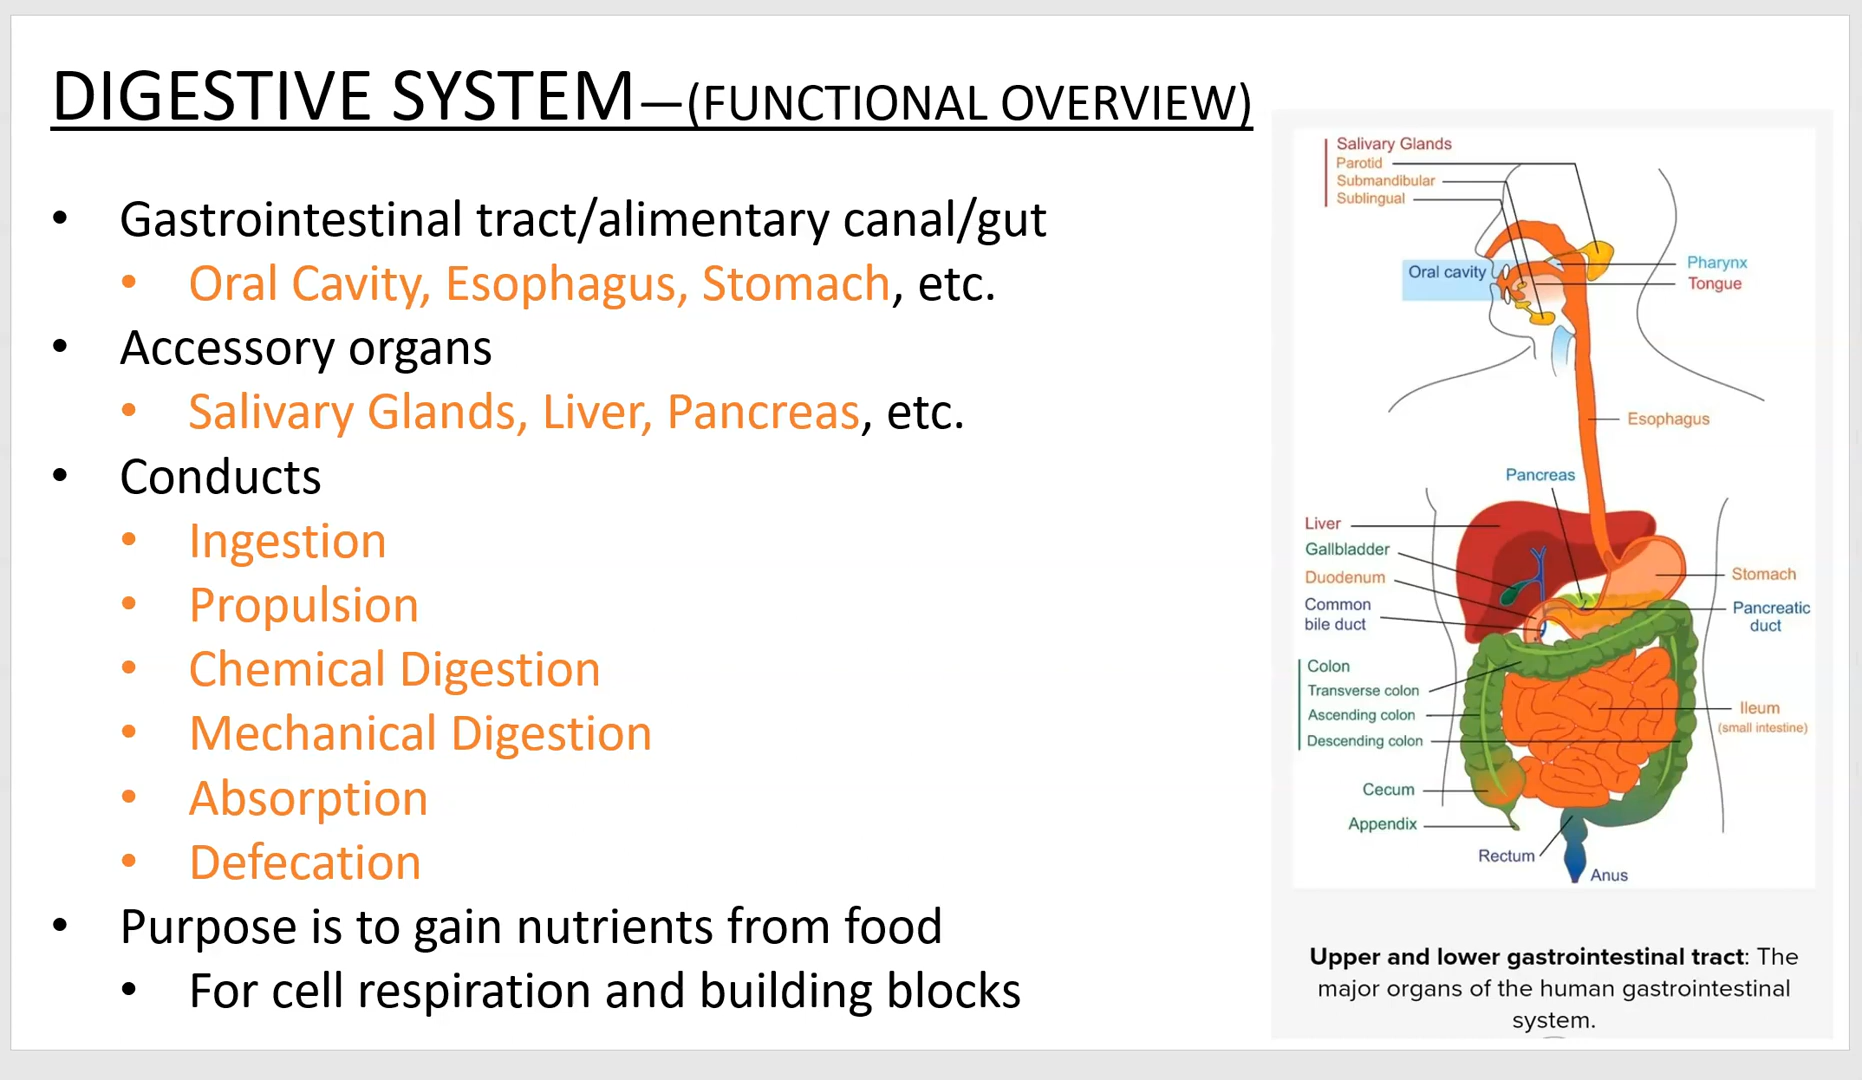 DIGESTIVE SYSTEM—(FUNCTIONAL OVERVIEW)
• Gastrointestinal tract/alimentary canal/gut
• Oral Cavity, Esophagus, Stomach, etc.
• Accessory organs
• Salivary Glands, Liver, Pancreas, etc.
• Conducts
• Ingestion
• Propulsion
• Chemical Digestion
• Mechanical Digestion
• Absorption
• Defecation
• Purpose is to gain nutrients from food
• For cell respiration and building blocks
Salivary Glands
Parotid
Submandibular
Sublingual
Oral cavity
Pharynx
Tongue
Esophagus
Pancreas
Liver
Gallbladder
Duodenum
Common
bile duct
Stomach
Pancreatic
duct
Colon
Transverse colon
Ascending colon
Descending colon
Ileum
(small intestine)
Cecum
Appendix
Rectum
Anus
Upper and lower gastrointestinal tract: The
major organs of the human gastrointestinal
system.